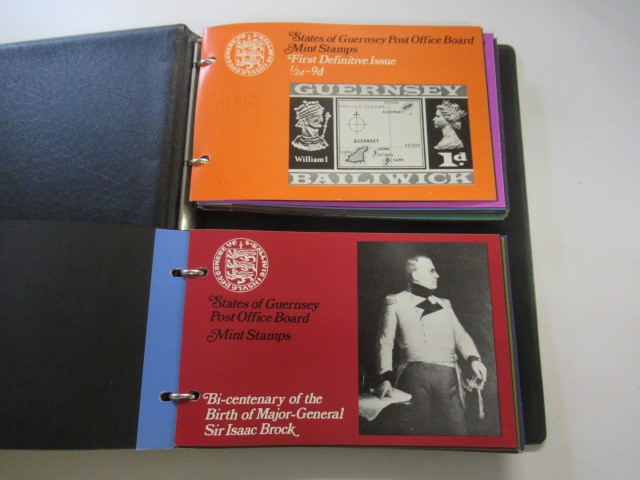 States of Guernsey Post Office Board
Mint Stamps
First Definitive Issue
½d-9d
GUERNSEY
GUERNSEY
William I
1d
BAILIWICK
States of Guernsey
Post Office Board
Mint Stamps
Bi-centenary of the
Birth of Major-General
Sir Isaac Brock